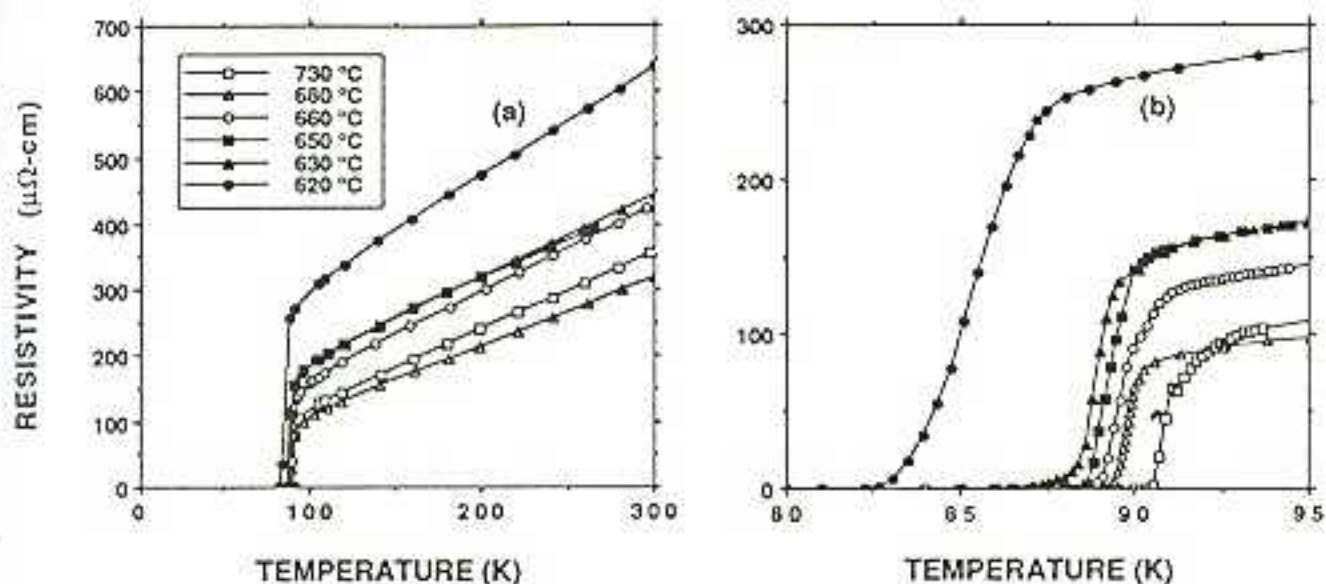 RESISTIVITY (μΩ-cm)
700
600
500
400
300
200
100
0
730 °C
680 °C
660 °C
650 °C
630 °C
620 °C
(a)
0 100 200 300
TEMPERATURE (K)
300
200
100
0
(b)
80 85 90 95
TEMPERATURE (K)